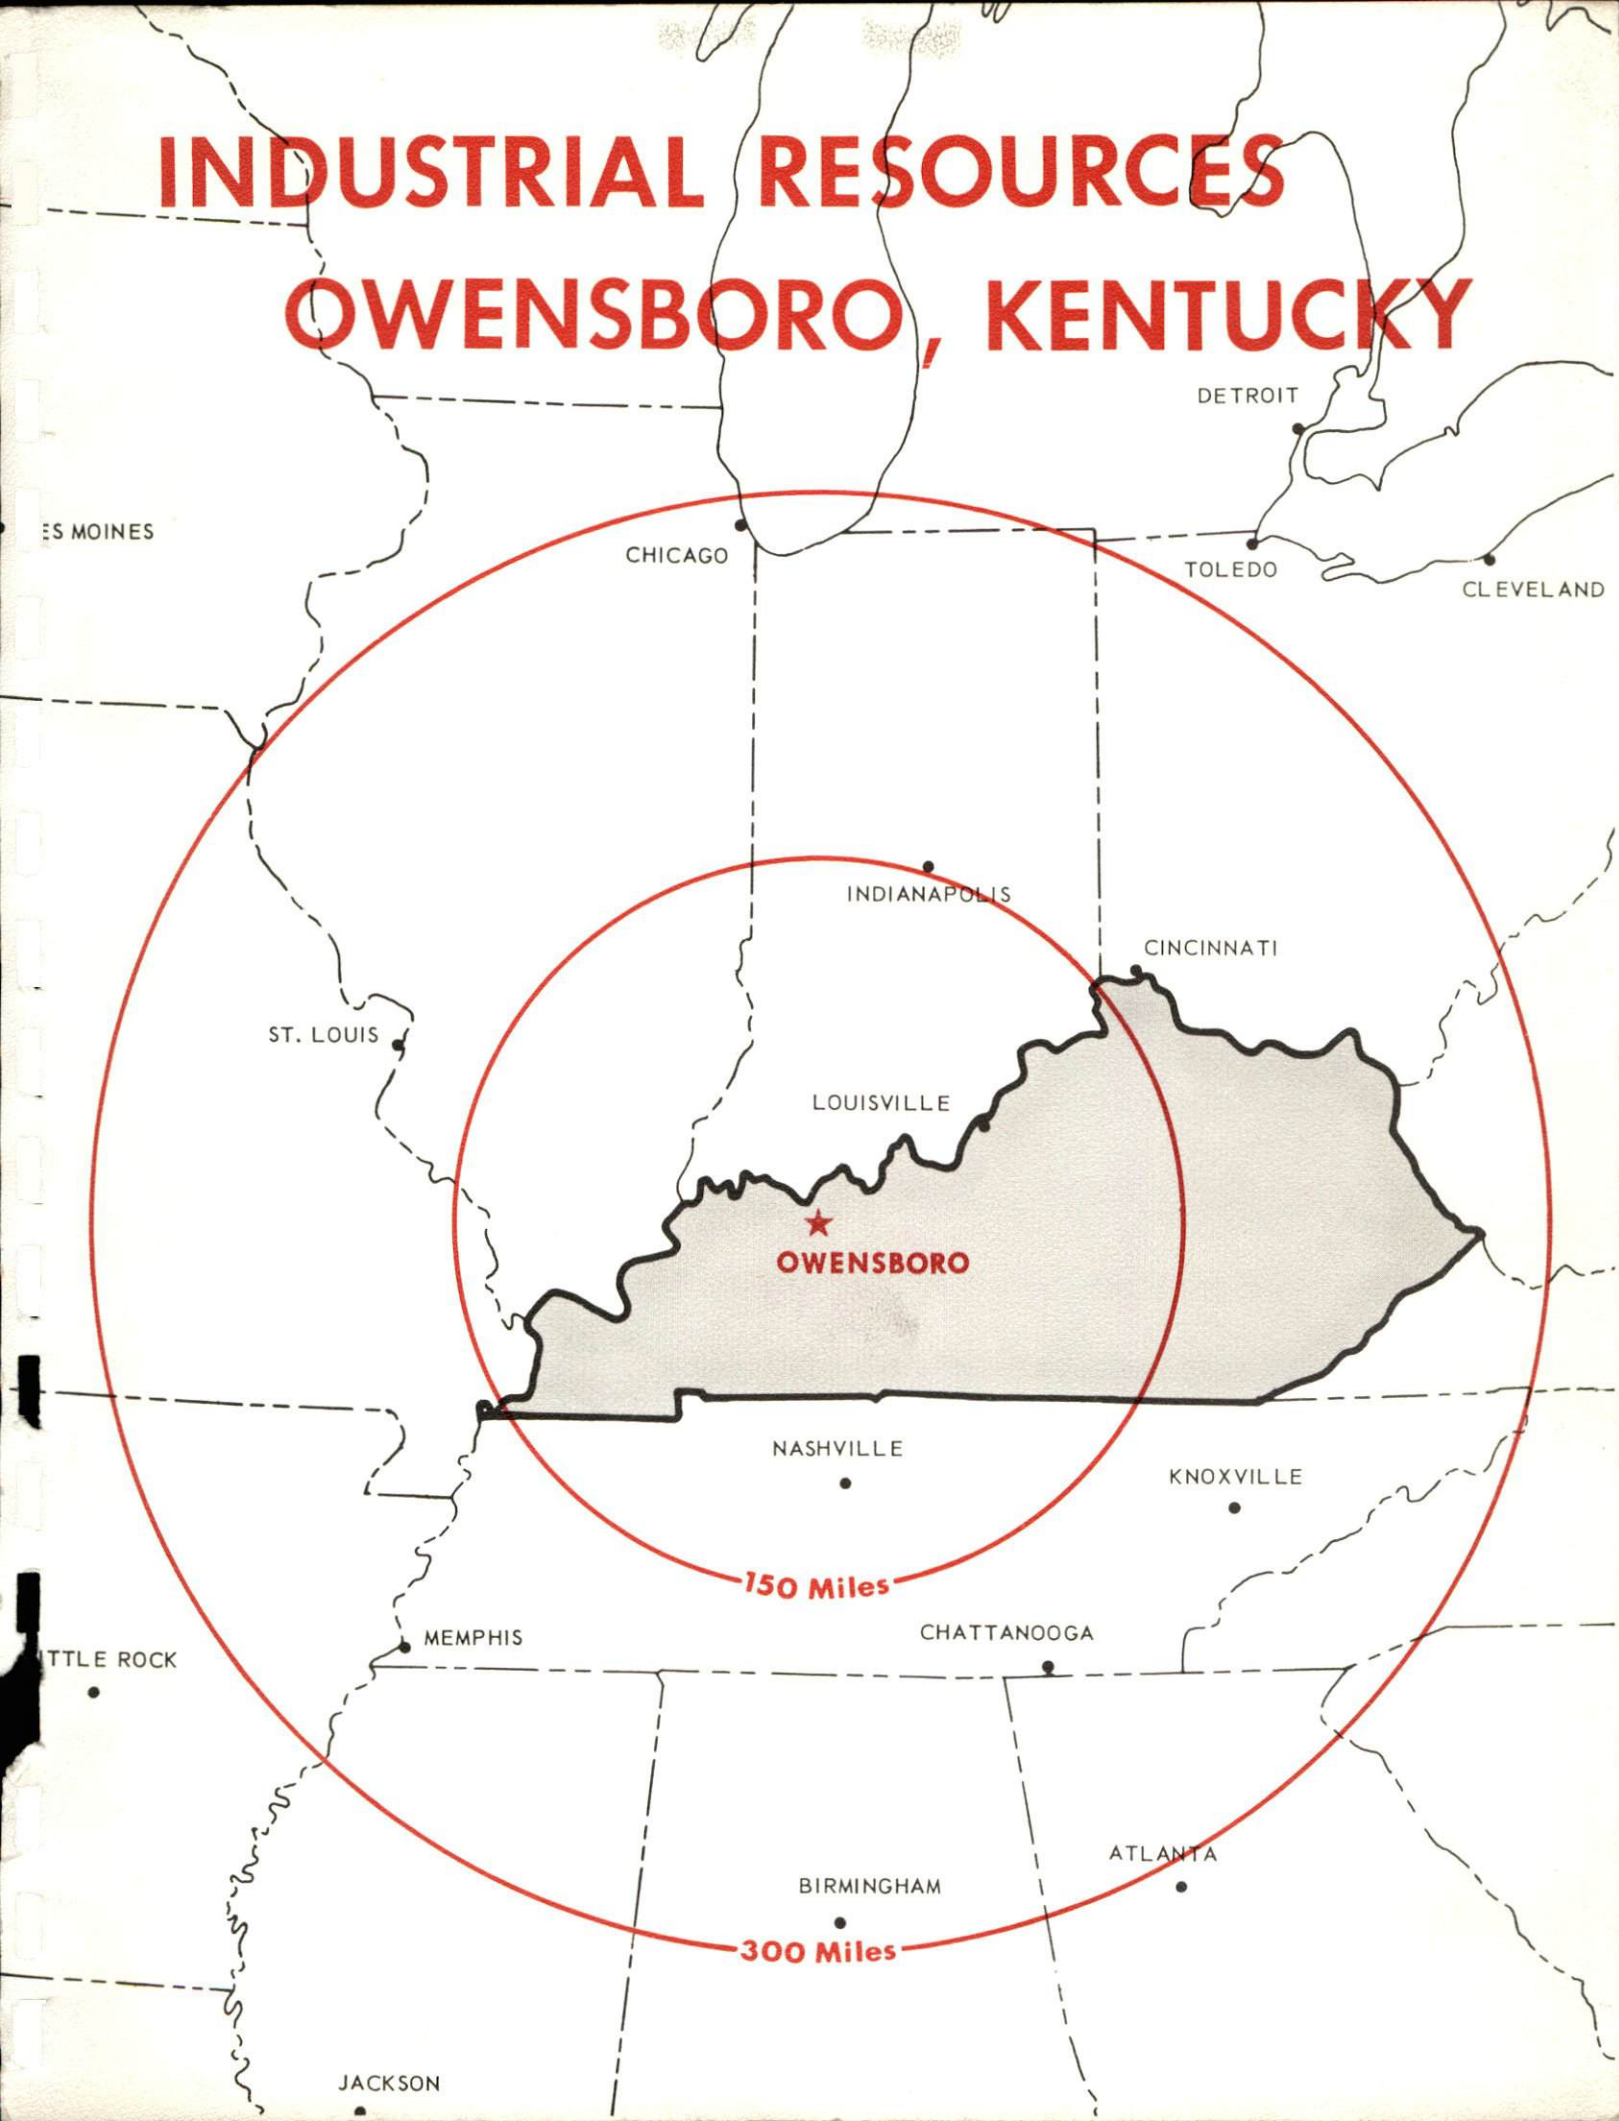 INDUSTRIAL RESOURCES
OWENSBORO, KENTUCKY
DETROIT
ES MOINES
CHICAGO
TOLEDO
CLEVELAND
INDIANAPOLIS
CINCINNATI
ST. LOUIS
LOUISVILLE
OWENSBORO
NASHVILLE
KNOXVILLE
150 Miles
CHATTANOOGA
MEMPHIS
ITTLE ROCK
ATLANTA
BIRMINGHAM
300 Miles
JACKSON